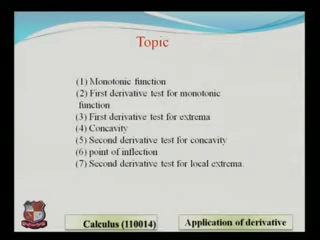 Topic
(1) Monotonic function
(2) First derivative test for monotonic
function
(3) First derivative test for extrema
(4) Concavity
(5) Second derivative test for concavity
(6) point of inflection
(7) Second derivative test for local extrema.
Calculus (110014)
Application of derivative